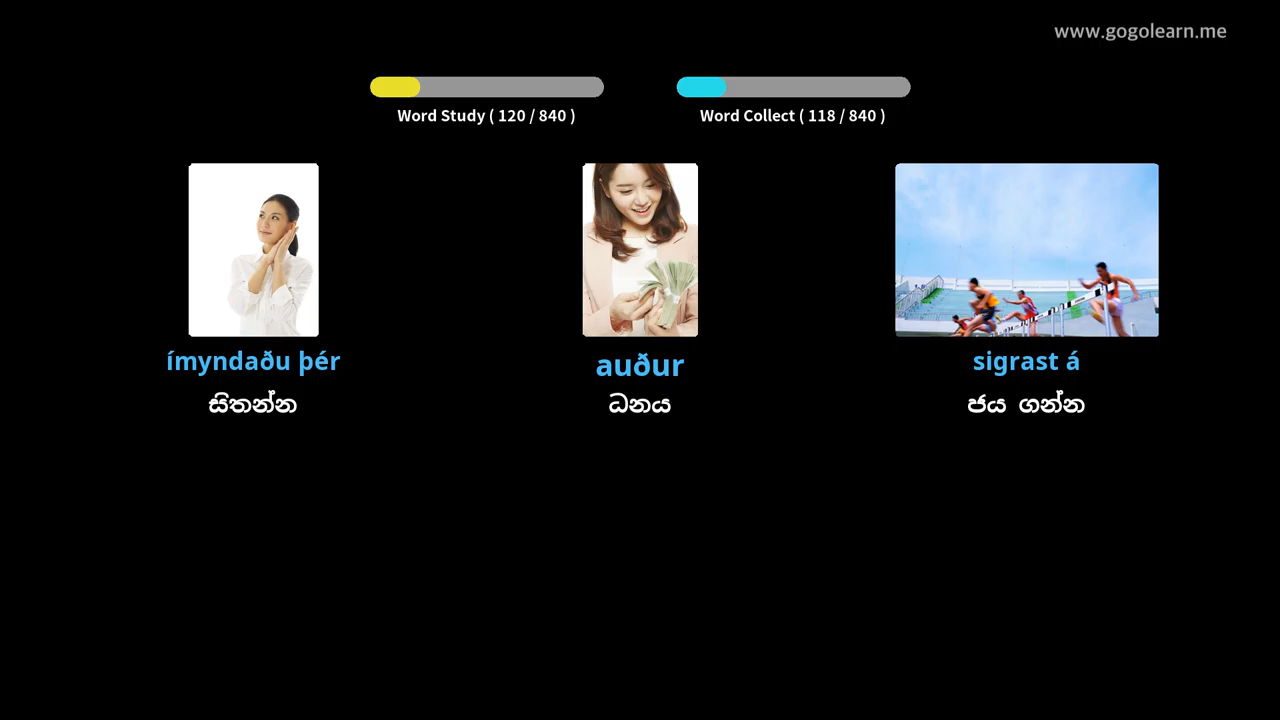 www.gogolearn.me
Word Study ( 120 / 840 )
Word Collect ( 118 / 840 )
ímyndaðu þér
සිතන්න
auður
ධනය
sigrast á
ජය ගන්න